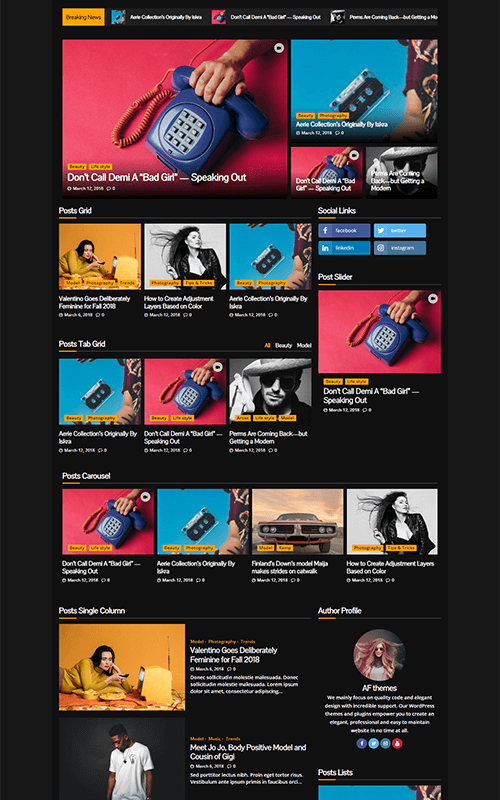 Breaking News
Aerie Collection's Originally By Iskra
Don't Call Demi A "Bad Girl" — Speaking Out
Perms Are Coming Back—but Getting a Mo
Beauty Life style
Don't Call Demi A "Bad Girl" — Speaking Out
March 12, 2018 0
Beauty Photography
Aerie Collection's Originally By Iskra
March 12, 2018 0
Don't Call Demi A "Bad
Girl" — Speaking Out
Perms Are Coming
Back—but Getting a
Modern
Posts Grid
Model Photography Trends
Valentino Goes Deliberately
Feminine for Fall 2018
March 6, 2018 0
Photography Tips & Tricks
How to Create Adjustment
Layers Based on Color
March 12, 2018 0
Beauty Photography
Aerie Collection's Originally By
Iskra
March 12, 2018 0
Social Links
facebook
twitter
linkedin
instagram
Post Slider
Beauty Life style
Don't Call Demi A "Bad Girl" —
Speaking Out
March 12, 2018 0
Posts Tab Grid
All Beauty Model
Beauty Photography
Aerie Collection's Originally By
Iskra
March 12, 2018 0
Beauty Life style
Don't Call Demi A "Bad Girl" —
Speaking Out
March 12, 2018 0
Life style Model
Perms Are Coming Back—but
Getting a Modern
March 12, 2018 0
Posts Carousel
Beauty Life style
Don't Call Demi A "Bad Girl" —
Speaking Out
March 12, 2018 0
Beauty Photography
Aerie Collection's Originally By
Iskra
March 12, 2018 0
Model
Finland's Down's model Maija
makes strides on catwalk
March 12, 2018 0
Photography Tips & Tricks
How to Create Adjustment Layers
Based on Color
March 12, 2018 0
Posts Single Column
Model Photography Trends
Valentino Goes Deliberately
Feminine for Fall 2018
March 6, 2018 0
Donec sollicitudin molestie malesuada. Donec
sollicitudin molestie malesuada. Lorem ipsum
dolor sit amet, consectetur adipiscing...
Model Music Trends
Meet Jo Jo, Body Positive Model and
Cousin of Gigi
March 6, 2018 0
Sed porttitor lectus nibh. Proin eget tortor risus.
Vestibulum ante ipsum primis in faucibus orci...
Author Profile
AF themes
We mainly focus on quality code and elegant
design with incredible support. Our WordPress
themes and plugins empower you to create an
elegant, professional and easy to maintain
website in no time at all.
Posts Lists